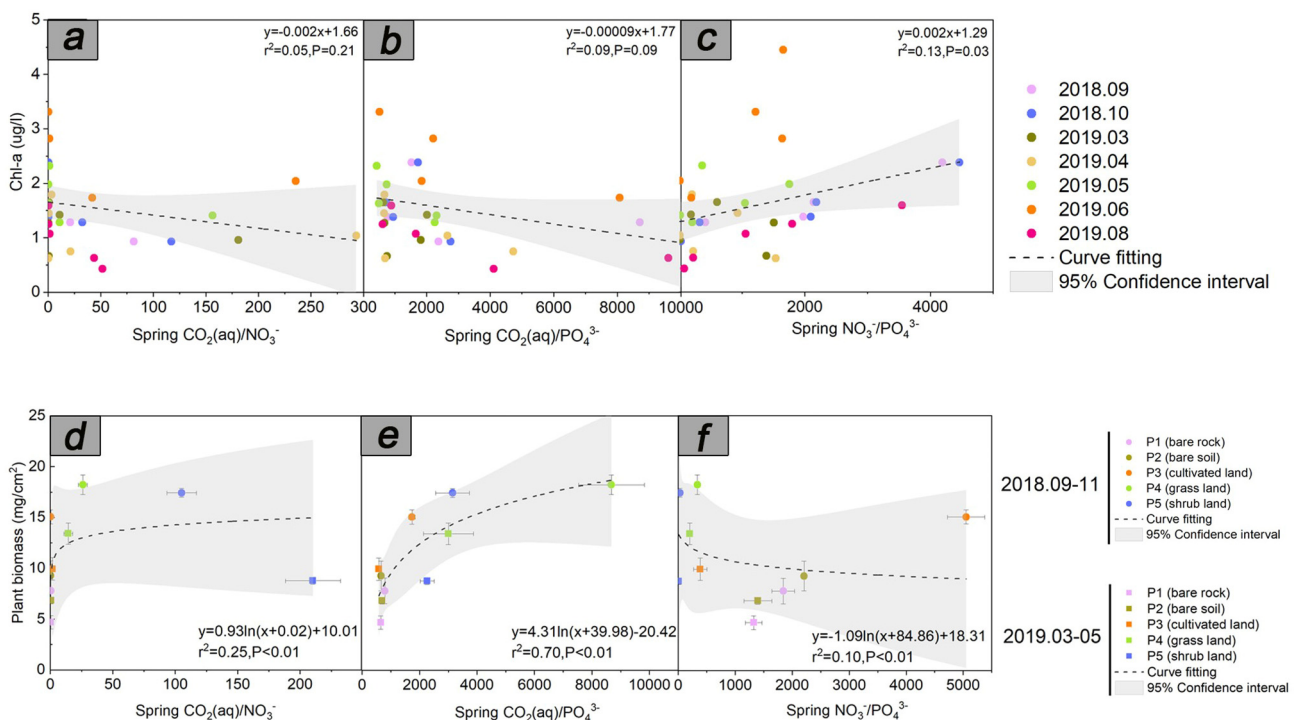 a
y=-0.002x+1.66
r²=0.05,P=0.21
b
y=-0.00009x+1.77
r²=0.09,P=0.09
c
y=0.002x+1.29
r²=0.13,P=0.03
Chl-a (ug/l)
5
4
3
2
1
0
0 50 100 150 200 250 300
0 2000 4000 6000 8000 10000
0 2000 4000
Spring CO₂(aq)/NO₃⁻
Spring CO₂(aq)/PO₄³⁻
Spring NO₃⁻/PO₄³⁻
2018.09
2018.10
2019.03
2019.04
2019.05
2019.06
2019.08
Curve fitting
95% Confidence interval
d
y=0.93ln(x+0.02)+10.01
r²=0.25,P<0.01
e
y=4.31ln(x+39.98)-20.42
r²=0.70,P<0.01
f
y=-1.09ln(x+84.86)+18.31
r²=0.10,P<0.01
Plant biomass (mg/cm²)
25
20
15
10
5
0
0 50 100 150 200
0 2000 4000 6000 8000 10000
0 1000 2000 3000 4000 5000
Spring CO₂(aq)/NO₃⁻
Spring CO₂(aq)/PO₄³⁻
Spring NO₃⁻/PO₄³⁻
2018.09-11
P1 (bare rock)
P2 (bare soil)
P3 (cultivated land)
P4 (grass land)
P5 (shrub land)
Curve fitting
95% Confidence interval
2019.03-05
P1 (bare rock)
P2 (bare soil)
P3 (cultivated land)
P4 (grass land)
P5 (shrub land)
Curve fitting
95% Confidence interval